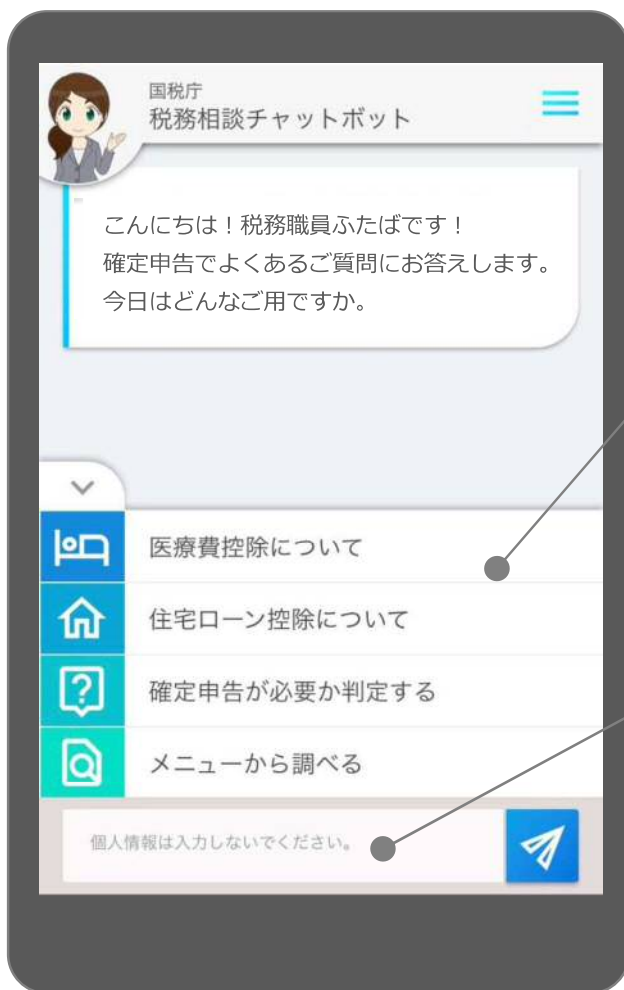 国税庁
税務相談チャットボット
こんにちは！税務職員ふたばです！
確定申告でよくあるご質問にお答えします。
今日はどんなご用ですか。
医療費控除について
住宅ローン控除について
確定申告が必要か判定する
メニューから調べる
個人情報は入力しないでください。